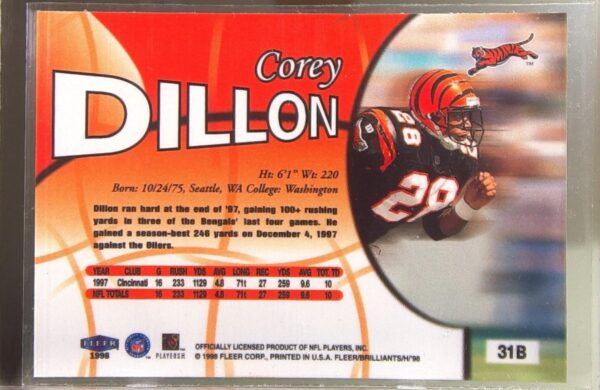 Corey
DILLON
Ht: 6'1" Wt: 220
Born: 10/24/75, Seattle, WA College: Washington
Dillon ran hard at the end of '97, gaining 100+ rushing
yards in three of the Bengals' last four games. He
gained a season-best 246 yards on December 4, 1997
against the Oilers.
YEAR CLUB G RUSH YDS AVG LONG REC YDS AVG TOT. TD
1997 Cincinnati 16 233 1129 4.8 71t 27 259 9.6 10
NFL TOTALS 16 233 1129 4.8 71t 27 259 9.6 10
28
FLEER
1998
NFL
PLAYERS
OFFICIALLY LICENSED PRODUCT OF NFL PLAYERS, INC.
© 1998 FLEER CORP., PRINTED IN U.S.A. FLEER/BRILLIANTS/H/'98
31B
TM